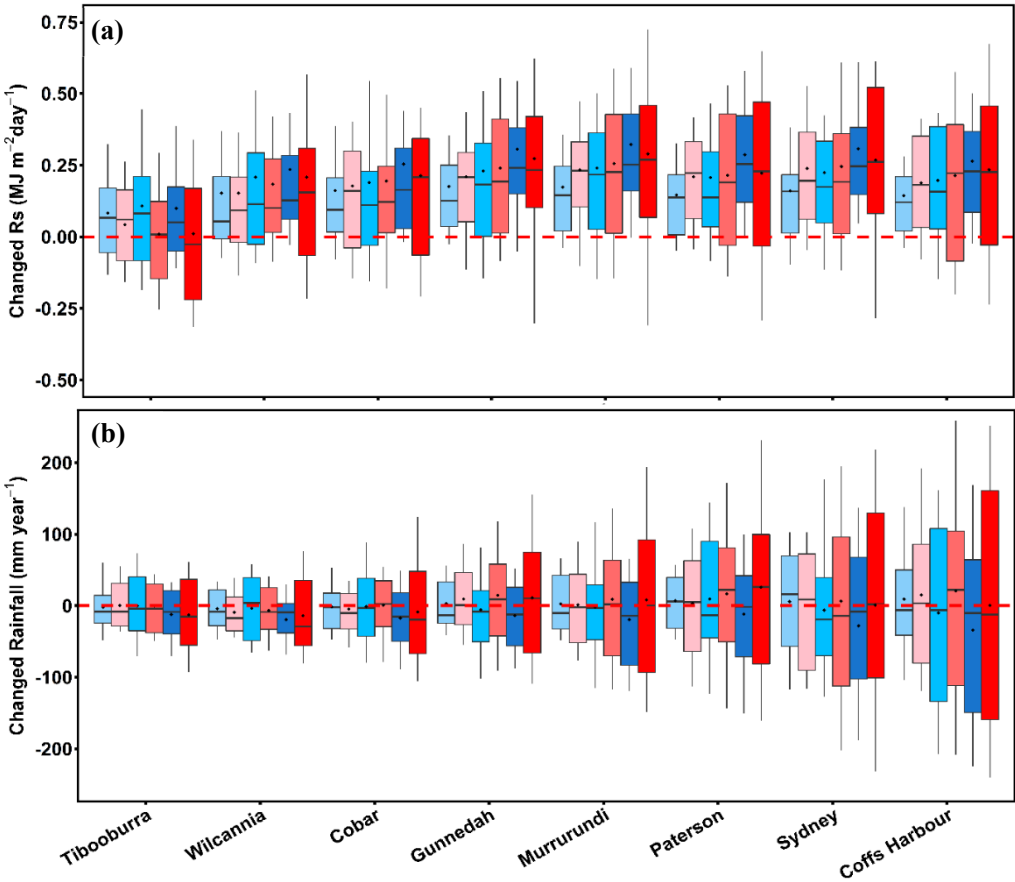 (a)
Changed Rs (MJ m−2day−1)
0.75
0.50
0.25
0.00
-0.25
-0.50
(b)
Changed Rainfall (mm year−1)
200
100
0
-100
-200
Tibooburra
Wilcannia
Cobar
Gunnedah
Murrurundi
Paterson
Sydney
Coffs Harbour